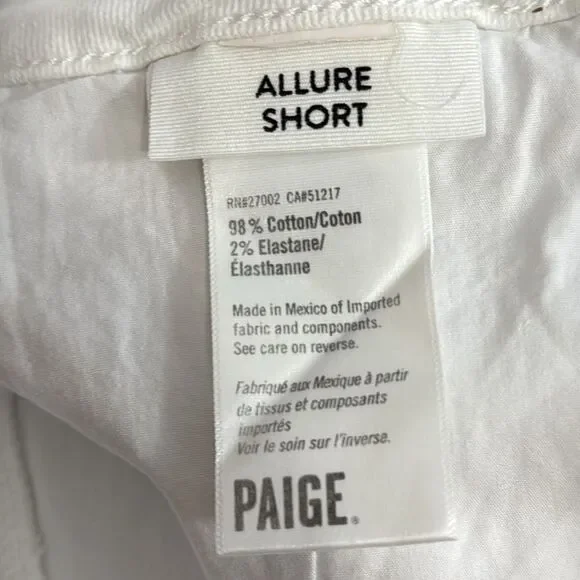 ALLURE
SHORT
RN#27002 CA#51217
98% Cotton/Coton
2% Elastane/
Élasthanne
Made in Mexico of Imported
fabric and components.
See care on reverse.
Fabriqué aux Mexique à partir
de tissus et composants
importés
Voir le soin sur l'inverse.
PAIGE.